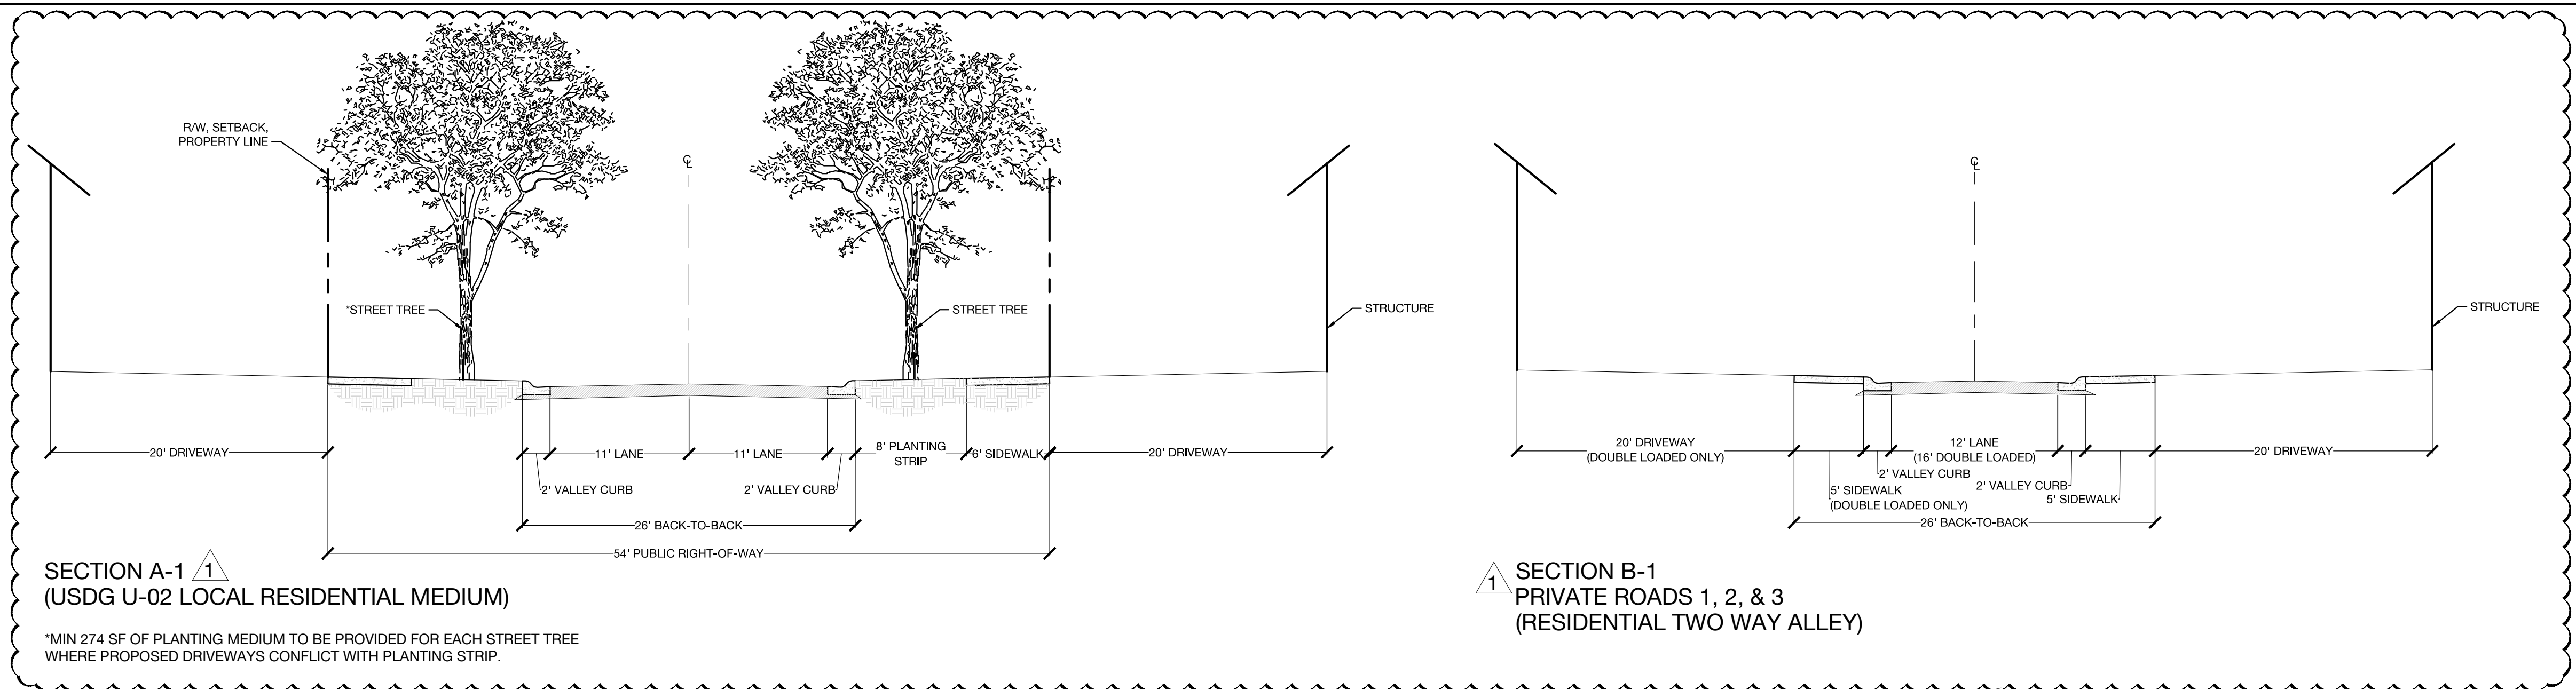 R/W, SETBACK,
PROPERTY LINE
℄
*STREET TREE
STREET TREE
STRUCTURE
20' DRIVEWAY
11' LANE
11' LANE
8' PLANTING
STRIP
6' SIDEWALK
20' DRIVEWAY
2' VALLEY CURB
2' VALLEY CURB
26' BACK-TO-BACK
54' PUBLIC RIGHT-OF-WAY
SECTION A-1 1
(USDG U-02 LOCAL RESIDENTIAL MEDIUM)
*MIN 274 SF OF PLANTING MEDIUM TO BE PROVIDED FOR EACH STREET TREE
WHERE PROPOSED DRIVEWAYS CONFLICT WITH PLANTING STRIP.
℄
STRUCTURE
20' DRIVEWAY
(DOUBLE LOADED ONLY)
12' LANE
(16' DOUBLE LOADED)
20' DRIVEWAY
2' VALLEY CURB
2' VALLEY CURB
5' SIDEWALK
(DOUBLE LOADED ONLY)
5' SIDEWALK
26' BACK-TO-BACK
1 SECTION B-1
PRIVATE ROADS 1, 2, & 3
(RESIDENTIAL TWO WAY ALLEY)